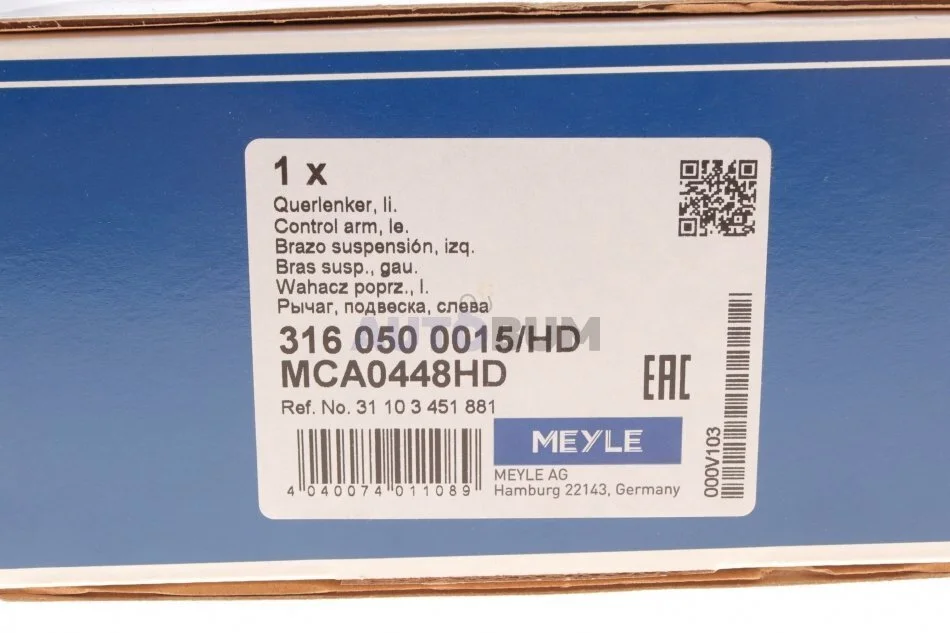 1 x
Querlenker, li.
Control arm, le.
Brazo suspensión, izq.
Bras susp., gau.
Wahacz poprz., l.
Рычаг, подвеска, слева
AUTODRUM
316 050 0015/HD
MCA0448HD
EAC
Ref. No. 31 10 3 451 881
MEYLE
MEYLE AG
Hamburg 22143, Germany
4 040074 011089
000V103